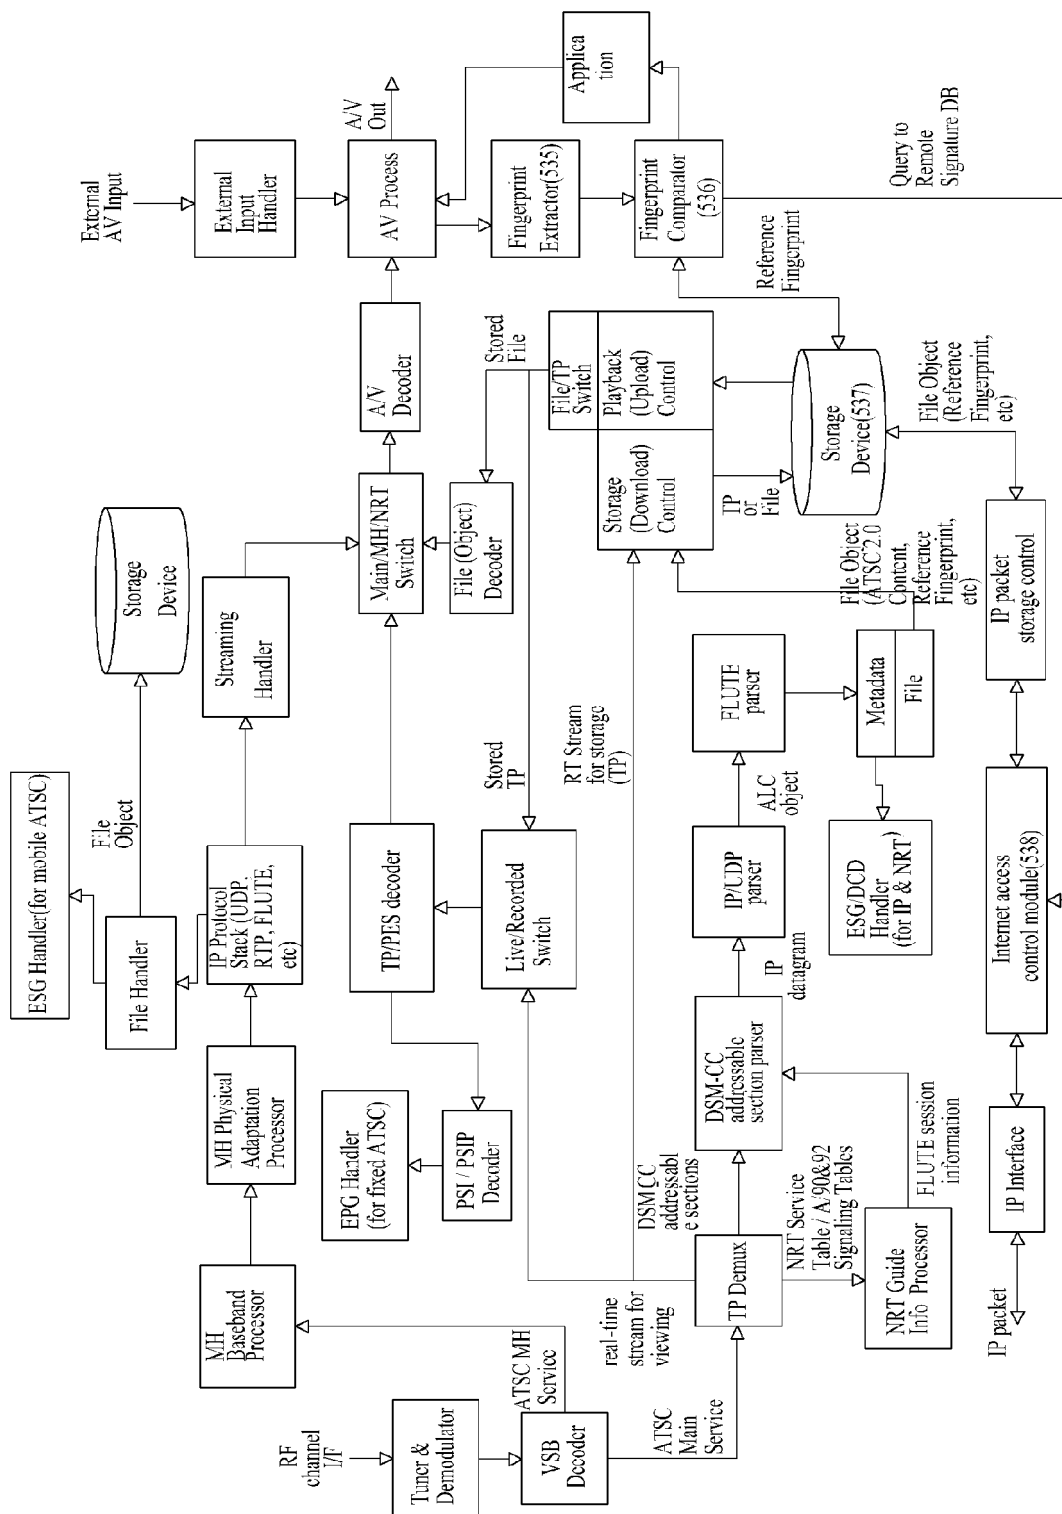 RF
channel
I/F
Tuner &
Demodulator
VSB
Decoder
ATSC MH
Service
ATSC
Main
Service
MH
Baseband
Processor
MH Physical
Adaptation
Processor
IP Protocol
Stack (UDP,
RTP, FLUTE,
etc)
File Handler
ESG Handler(for mobile ATSC)
File
Object
Storage
Device
Streaming
Handler
EPG Handler
(for fixed ATSC)
PSI / PSIP
Decoder
TP/PES decoder
Live/Recorded
Switch
Stored
TP
Main/MH/NRT
Switch
File (Object)
Decoder
A/V
Decoder
Stored
File
External
AV Input
External
Input
Handler
AV Process
A/V
Out
Fingerprint
Extractor(535)
Fingerprint
Comparator
(536)
Applica
tion
Query to
Remote
Signature DB
Reference
Fingerprint
File/TP
Switch
Playback
(Upload)
Control
Storage
(Download)
Control
TP
or
File
Storage
Device(537)
File Object
(Reference
Fingerprint,
etc)
File Object
(ATSC 2.0
Content,
Reference
Fingerprint,
etc)
RT Stream
for storage
(TP)
real-time
stream for
viewing
TP Demux
DSM-CC
addressabl
e sections
DSM-CC
addressable
section parser
IP
datagram
IP/UDP
parser
ALC
object
FLUTE
parser
Metadata
File
ESG/DCD
Handler
(for IP & NRT)
NRT Service
Table / A/90&92
Signaling Tables
NRT Guide
Info Processor
FLUTE session
information
IP packet
IP Interface
Internet access
control module(538)
IP packet
storage control